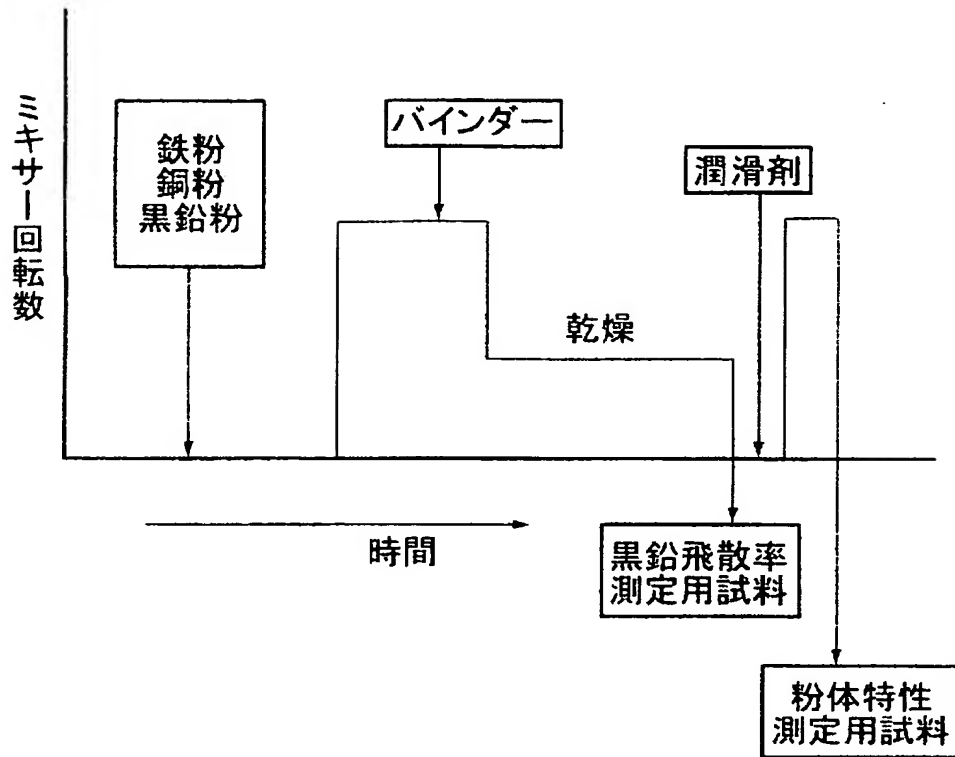 ミキサー回転数
鉄粉
銅粉
黒鉛粉
バインダー
潤滑剤
乾燥
時間
黒鉛飛散率
測定用試料
粉体特性
測定用試料